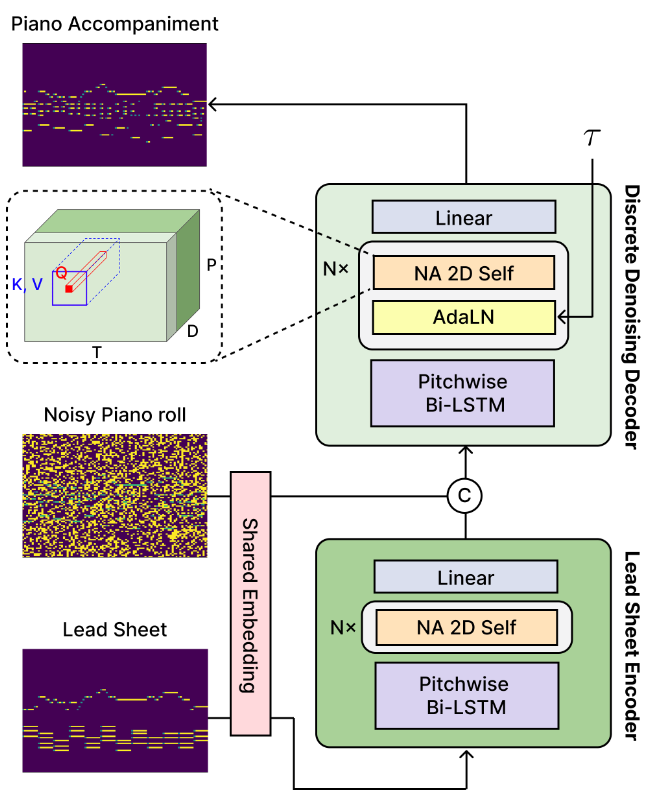 Piano Accompaniment
τ
Linear
N×
NA 2D Self
AdaLN
Pitchwise
Bi-LSTM
Discrete Denoising Decoder
Q
K, V
P
D
T
Noisy Piano roll
C
Shared Embedding
Lead Sheet
Linear
N×
NA 2D Self
Pitchwise
Bi-LSTM
Lead Sheet Encoder